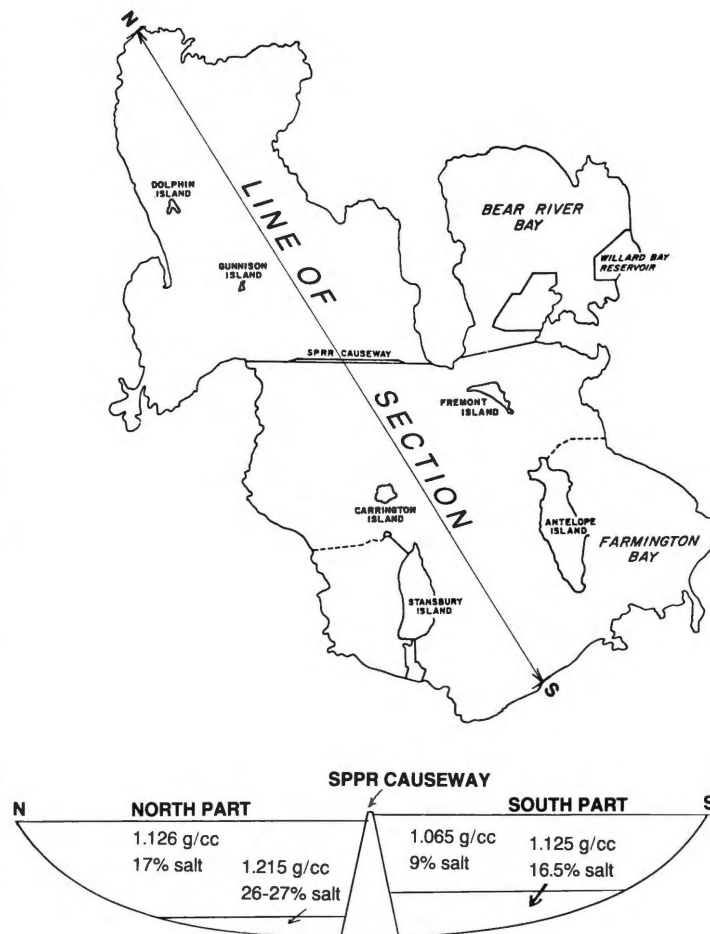 N
DOLPHIN
ISLAND
LINE OF
BEAR RIVER
BAY
WILLARD BAY
RESERVOIR
GUNNISON
ISLAND
SPRR CAUSEWAY
SECTION
FREMONT
ISLAND
CARRINGTON
ISLAND
ANTELOPE
ISLAND
FARMINGTON
BAY
STANSBURY
ISLAND
S
SPPR CAUSEWAY
N
NORTH PART
SOUTH PART
S
1.126 g/cc
17% salt
1.215 g/cc
26-27% salt
1.065 g/cc
9% salt
1.125 g/cc
16.5% salt